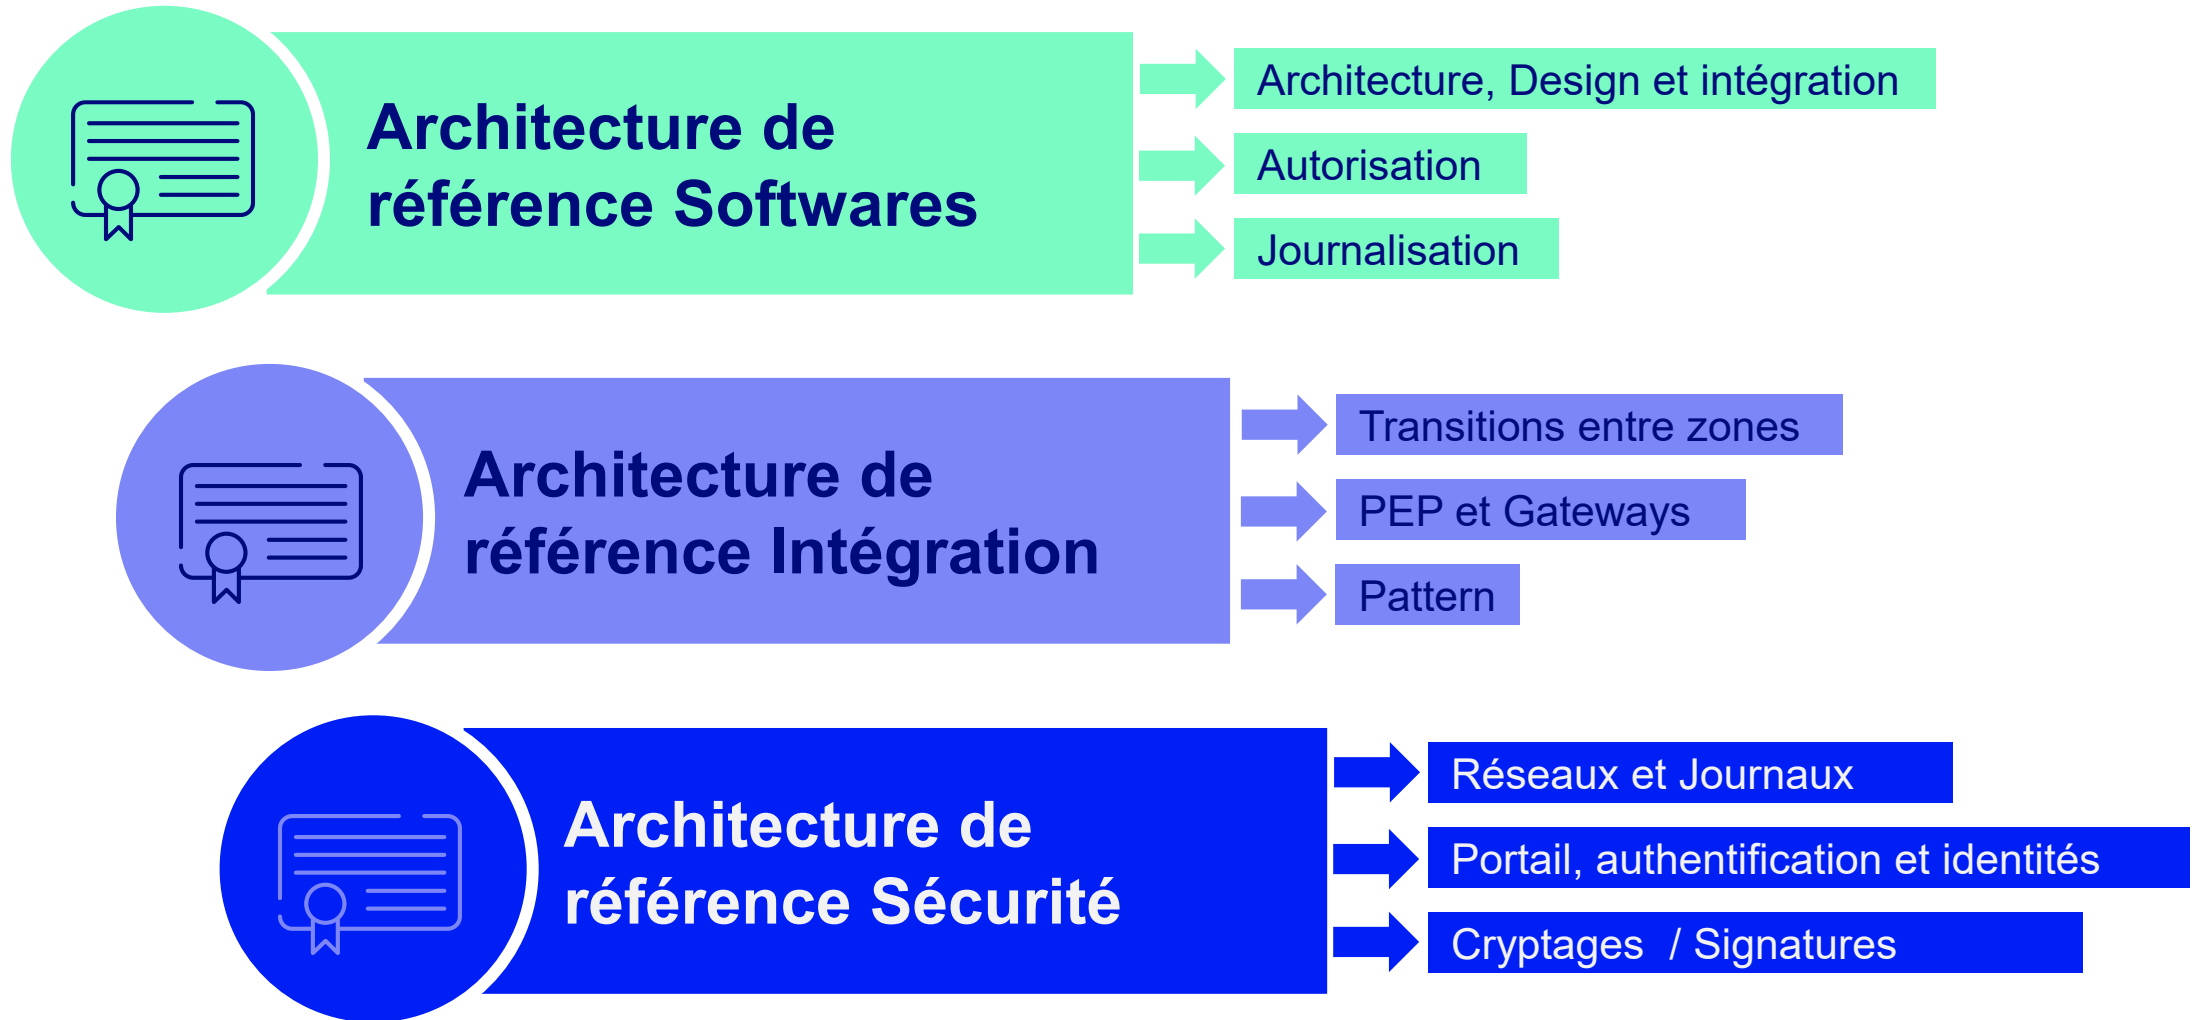 Architecture de
référence Softwares
Architecture, Design et intégration
Autorisation
Journalisation
Architecture de
référence Intégration
Transitions entre zones
PEP et Gateways
Pattern
Architecture de
référence Sécurité
Réseaux et Journaux
Portail, authentification et identités
Cryptages  / Signatures